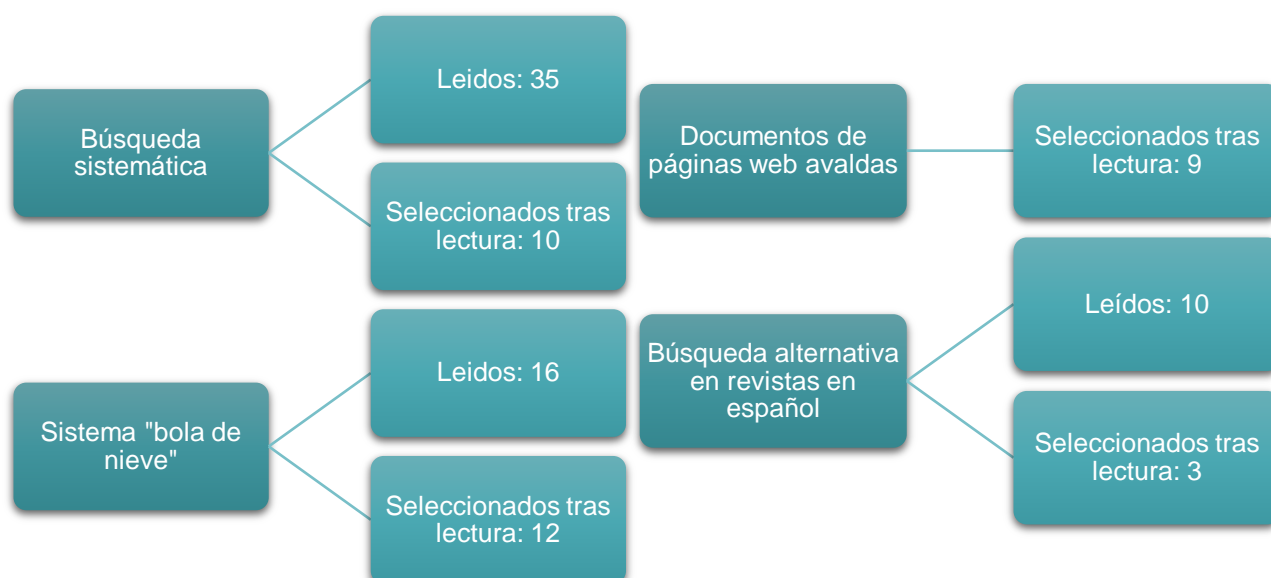 Búsqueda
sistemática
Leidos: 35
Seleccionados tras
lectura: 10
Sistema "bola de
nieve"
Leidos: 16
Seleccionados tras
lectura: 12
Documentos de
páginas web avaldas
Seleccionados tras
lectura: 9
Búsqueda alternativa
en revistas en
español
Leídos: 10
Seleccionados tras
lectura: 3